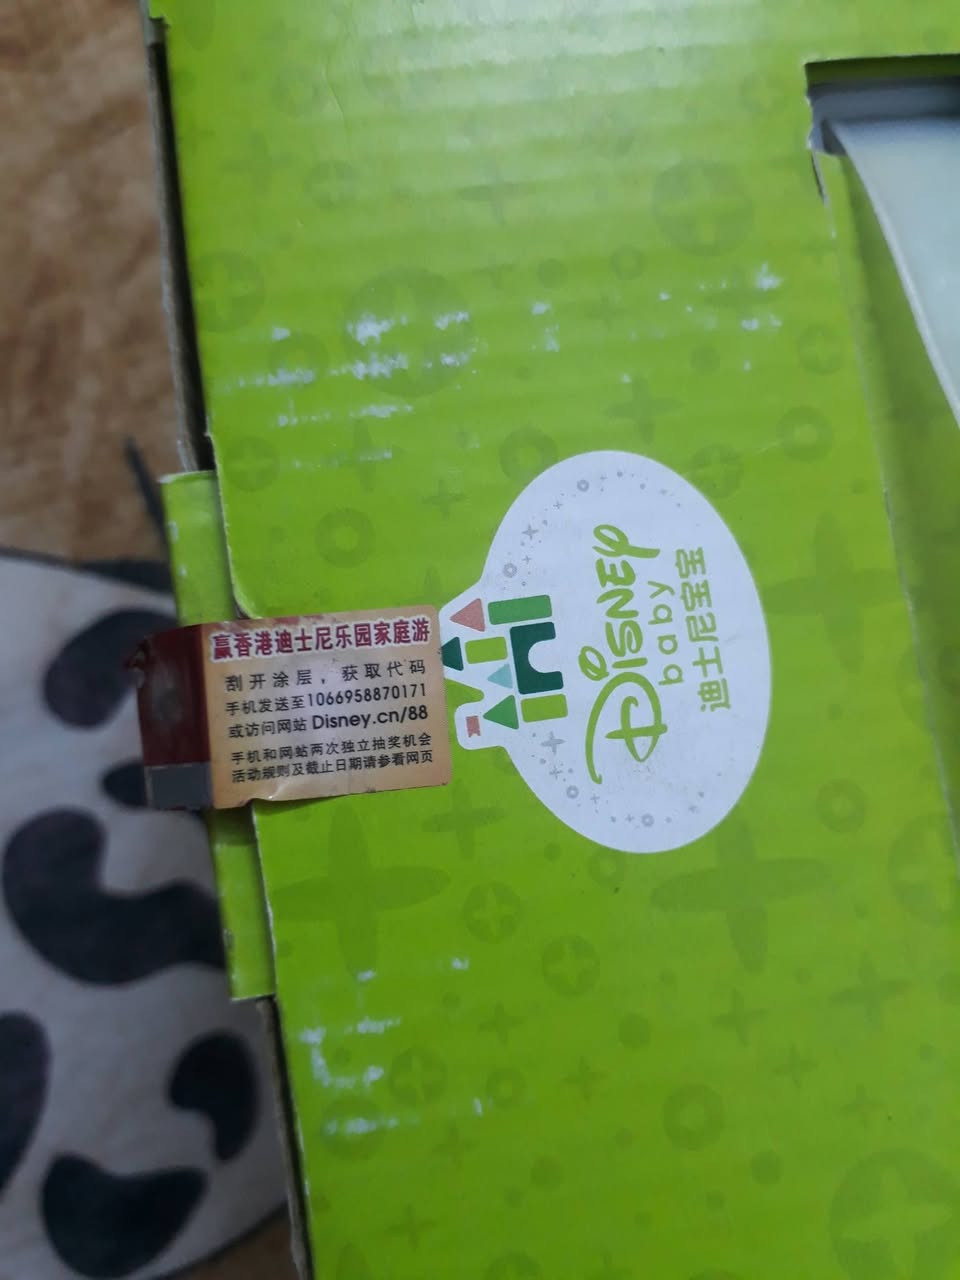 赢香港迪士尼乐园家庭游
刮开涂层，获取代码
手机发送至1066958870171
或访问网站 Disney.cn/88
手机和网站两次独立抽奖机会
活动规则及截止日期请参看网页
Disney
baby
迪士尼宝宝